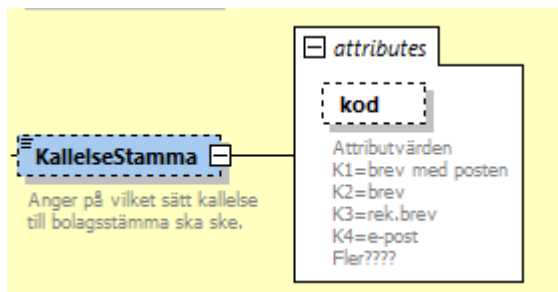 attributes
kod
Attributvärden
K1=brev med posten
K2=brev
K3=rek.brev
K4=e-post
Fler????
KallelseStamma
Anger på vilket sätt kallelse
till bolagsstämma ska ske.